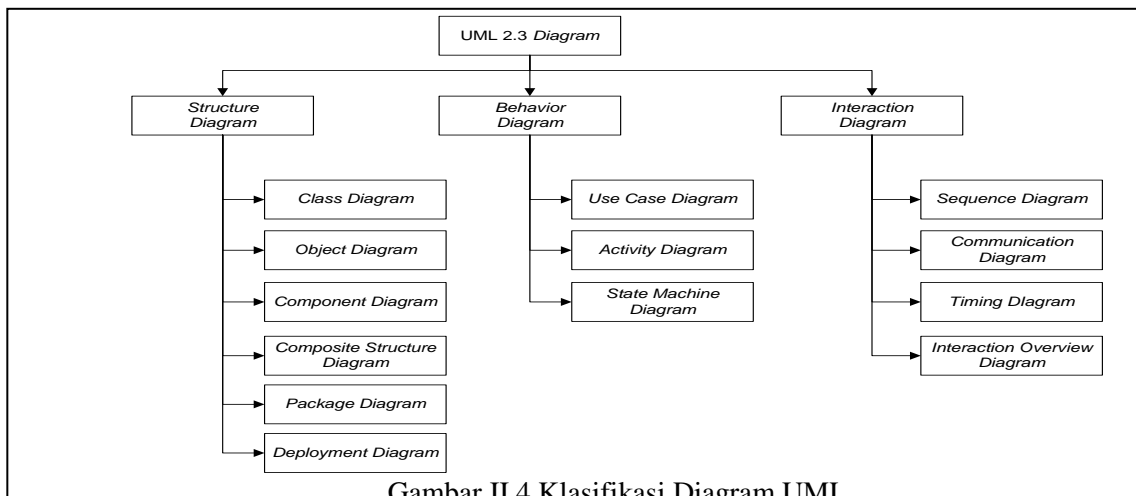 UML 2.3 Diagram
Structure
Diagram
Behavior
Diagram
Interaction
Diagram
Class Diagram
Object Diagram
Component Diagram
Composite Structure
Diagram
Package Diagram
Deployment Diagram
Use Case Diagram
Activity Diagram
State Machine
Diagram
Sequence Diagram
Communication
Diagram
Timing DIagram
Interaction Overview
Diagram
Gambar II.4 Klasifikasi Diagram UML